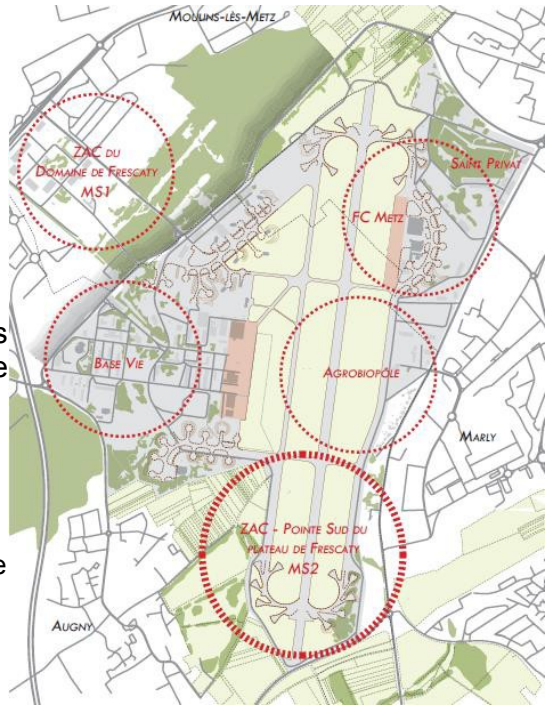 MOULINS-LÈS-METZ
ZAC DU
DOMAINE DE FRESCATY
MS1
SAINT PRIVAT
FC METZ
s
e
BASE VIE
AGROBIOPÔLE
MARLY
ZAC - POINTE SUD DU
PLATEAU DE FRESCATY
MS2
e
AUGNY